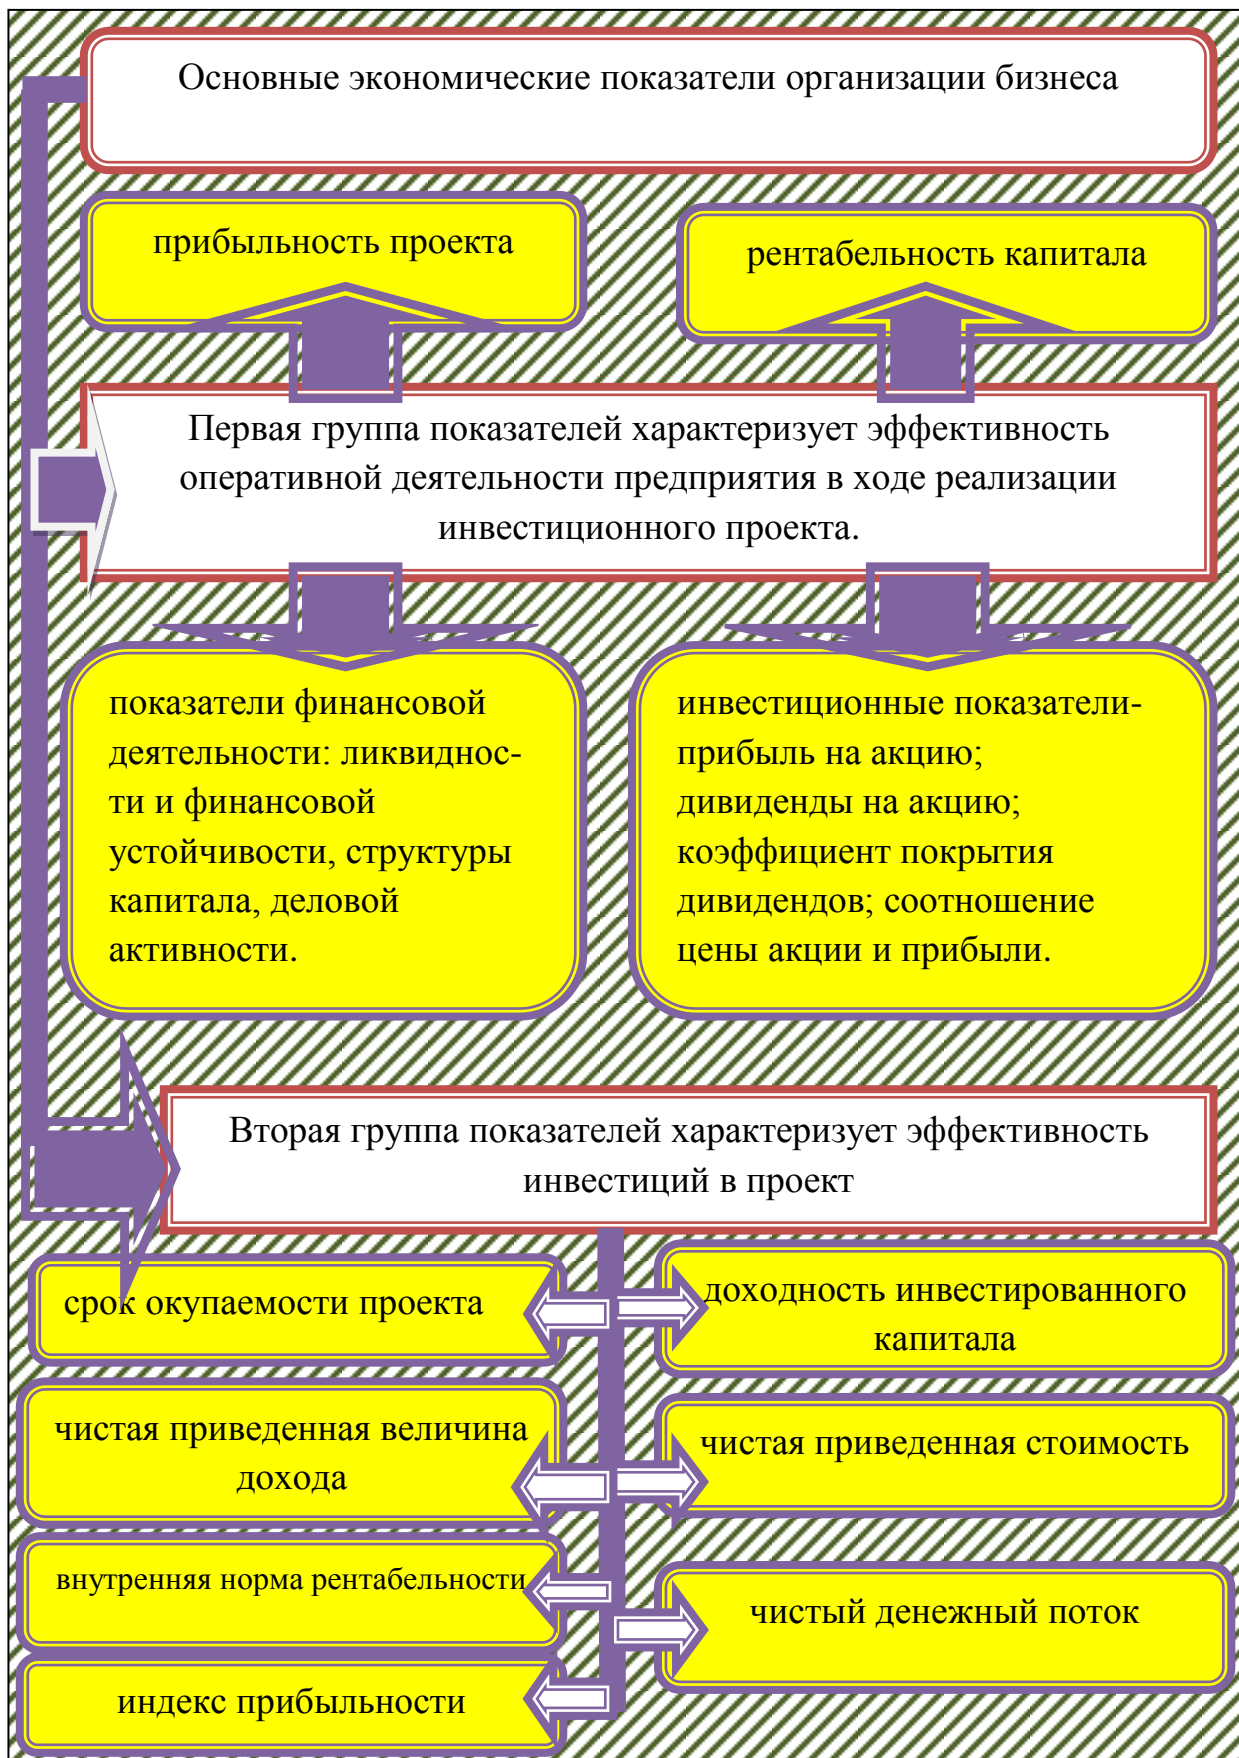 Основные экономические показатели организации бизнеса
прибыльность проекта
рентабельность капитала
Первая группа показателей характеризует эффективность
оперативной деятельности предприятия в ходе реализации
инвестиционного проекта.
показатели финансовой
деятельности: ликвиднос-
ти и финансовой
устойчивости, структуры
капитала, деловой
активности.
инвестиционные показатели-
прибыль на акцию;
дивиденды на акцию;
коэффициент покрытия
дивидендов; соотношение
цены акции и прибыли.
Вторая группа показателей характеризует эффективность
инвестиций в проект
срок окупаемости проекта
доходность инвестированного
капитала
чистая приведенная величина
дохода
чистая приведенная стоимость
внутренняя норма рентабельности
чистый денежный поток
индекс прибыльности